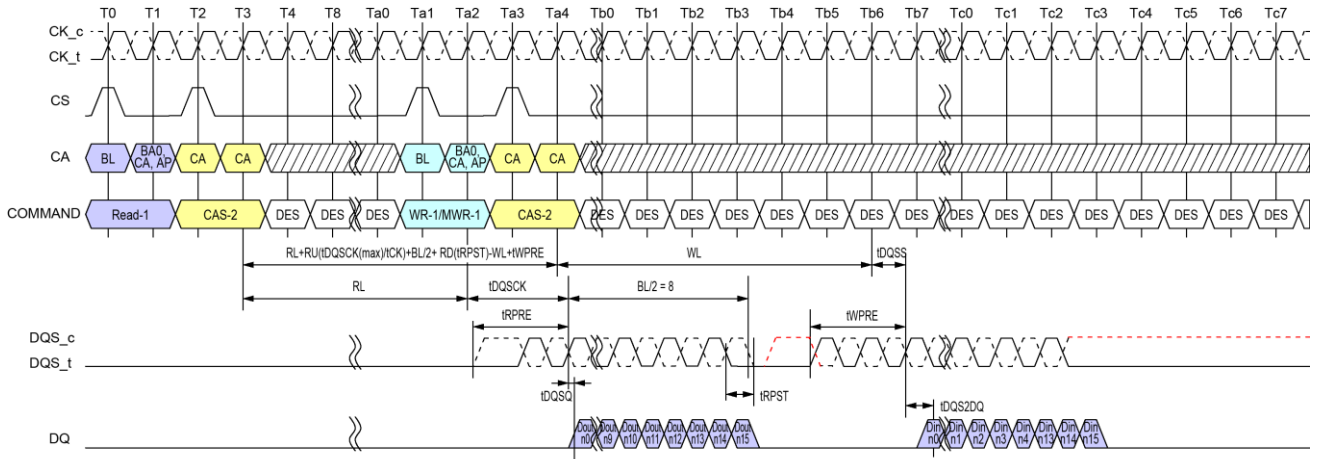 T0 T1 T2 T3 T4 T8 Ta0 Ta1 Ta2 Ta3 Ta4 Tb0 Tb1 Tb2 Tb3 Tb4 Tb5 Tb6 Tb7 Tc0 Tc1 Tc2 Tc3 Tc4 Tc5 Tc6 Tc7
CK_c
CK_t
CS
CA BL BA0, CA, AP CA CA BL BA0, CA, AP CA CA
COMMAND Read-1 CAS-2 DES DES DES WR-1/MWR-1 CAS-2 DES DES DES DES DES DES DES DES DES DES DES DES DES DES DES DES
RL+RU(tDQSCK(max)/tCK)+BL/2+ RD(tRPST)-WL+tWPRE WL tDQSS
RL tDQSCK BL/2 = 8
tRPRE tWPRE
DQS_c
DQS_t
tDQSQ tRPST tDQS2DQ
DQ Dout n0 Dout n9 Dout n10 Dout n11 Dout n12 Dout n13 Dout n14 Dout n15 Din n0 Din n1 Din n2 Din n3 Din n4 Din n13 Din n14 Din n15